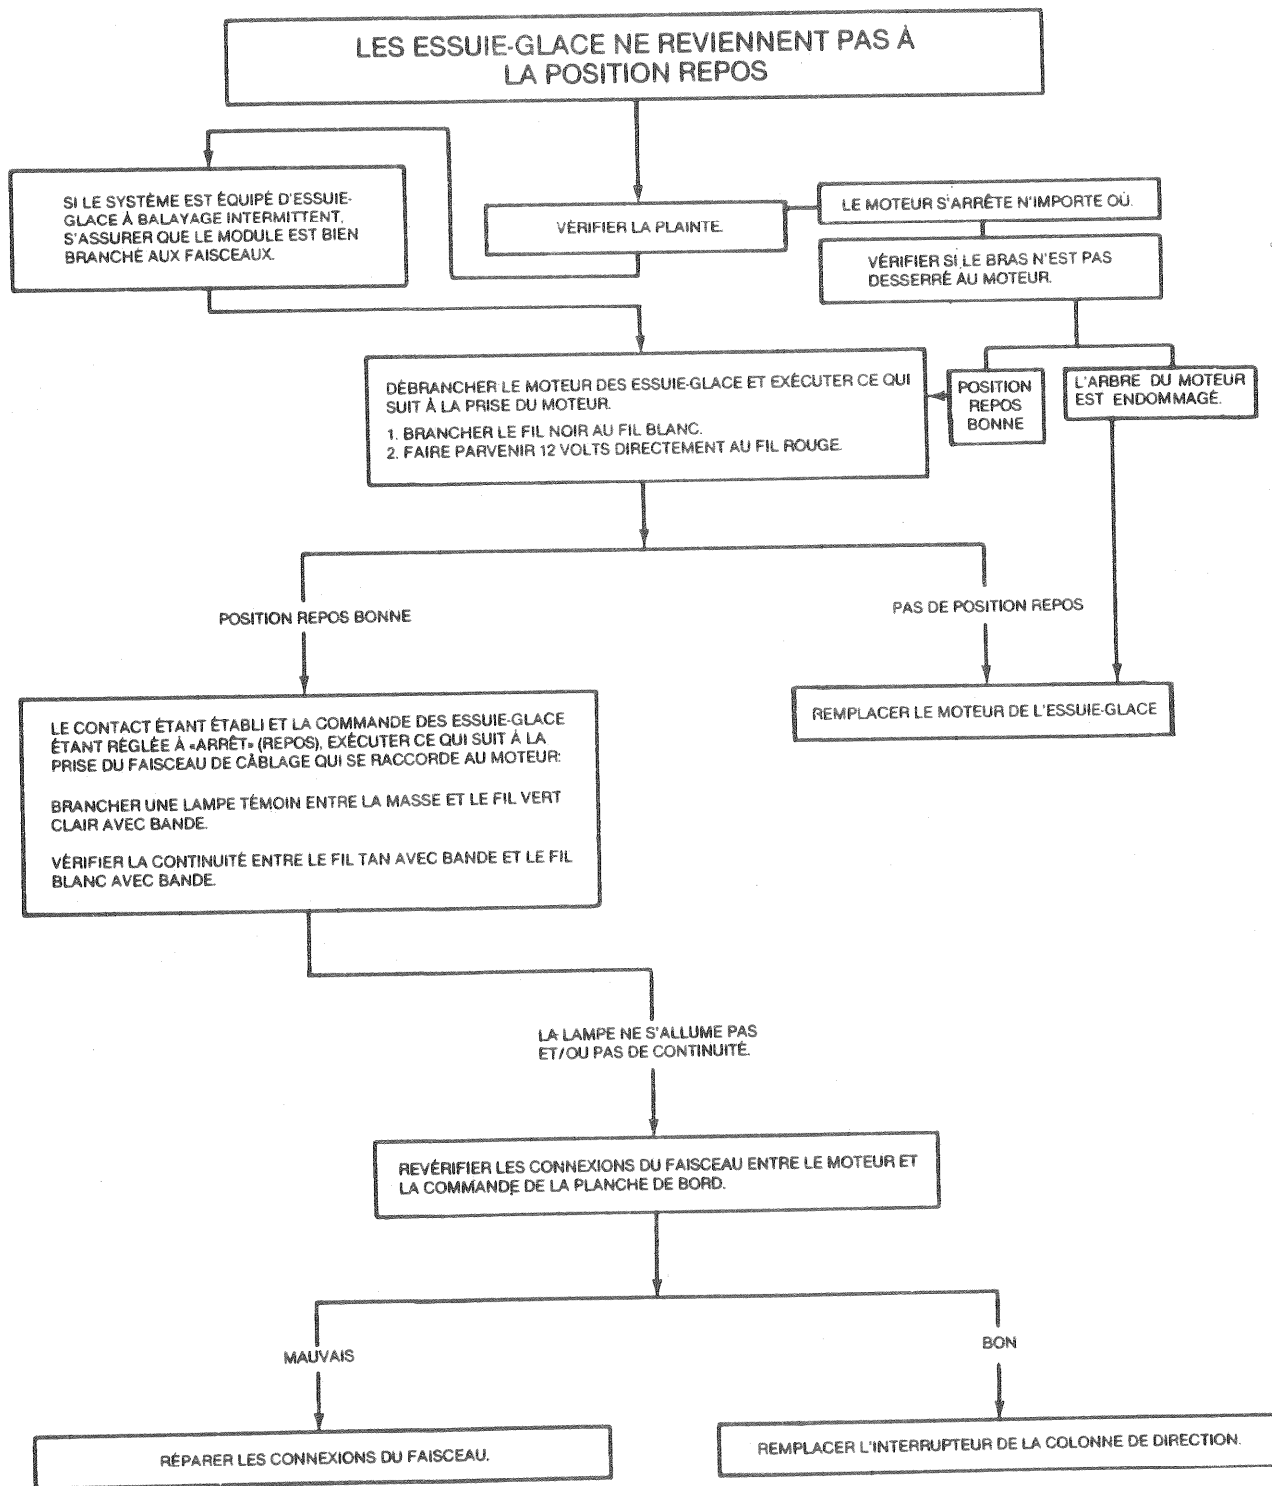 LES ESSUIE-GLACE NE REVIENNENT PAS À
LA POSITION REPOS
SI LE SYSTÈME EST ÉQUIPÉ D'ESSUIE-
GLACE À BALAYAGE INTERMITTENT,
S'ASSURER QUE LE MODULE EST BIEN
BRANCHÉ AUX FAISCEAUX.
VÉRIFIER LA PLAINTE.
LE MOTEUR S'ARRÊTE N'IMPORTE OÙ.
VÉRIFIER SI LE BRAS N'EST PAS
DESSERRÉ AU MOTEUR.
DÉBRANCHER LE MOTEUR DES ESSUIE-GLACE ET EXÉCUTER CE QUI
SUIT À LA PRISE DU MOTEUR.
1. BRANCHER LE FIL NOIR AU FIL BLANC.
2. FAIRE PARVENIR 12 VOLTS DIRECTEMENT AU FIL ROUGE.
POSITION
REPOS
BONNE
L'ARBRE DU MOTEUR
EST ENDOMMAGÉ.
POSITION REPOS BONNE
PAS DE POSITION REPOS
LE CONTACT ÉTANT ÉTABLI ET LA COMMANDE DES ESSUIE-GLACE
ÉTANT RÉGLÉE À «ARRÊT» (REPOS), EXÉCUTER CE QUI SUIT À LA
PRISE DU FAISCEAU DE CÂBLAGE QUI SE RACCORDE AU MOTEUR:
BRANCHER UNE LAMPE TÉMOIN ENTRE LA MASSE ET LE FIL VERT
CLAIR AVEC BANDE.
VÉRIFIER LA CONTINUITÉ ENTRE LE FIL TAN AVEC BANDE ET LE FIL
BLANC AVEC BANDE.
REMPLACER LE MOTEUR DE L'ESSUIE-GLACE
LA LAMPE NE S'ALLUME PAS
ET/OU PAS DE CONTINUITÉ.
REVÉRIFIER LES CONNEXIONS DU FAISCEAU ENTRE LE MOTEUR ET
LA COMMANDE DE LA PLANCHE DE BORD.
MAUVAIS
BON
RÉPARER LES CONNEXIONS DU FAISCEAU.
REMPLACER L'INTERRUPTEUR DE LA COLONNE DE DIRECTION.